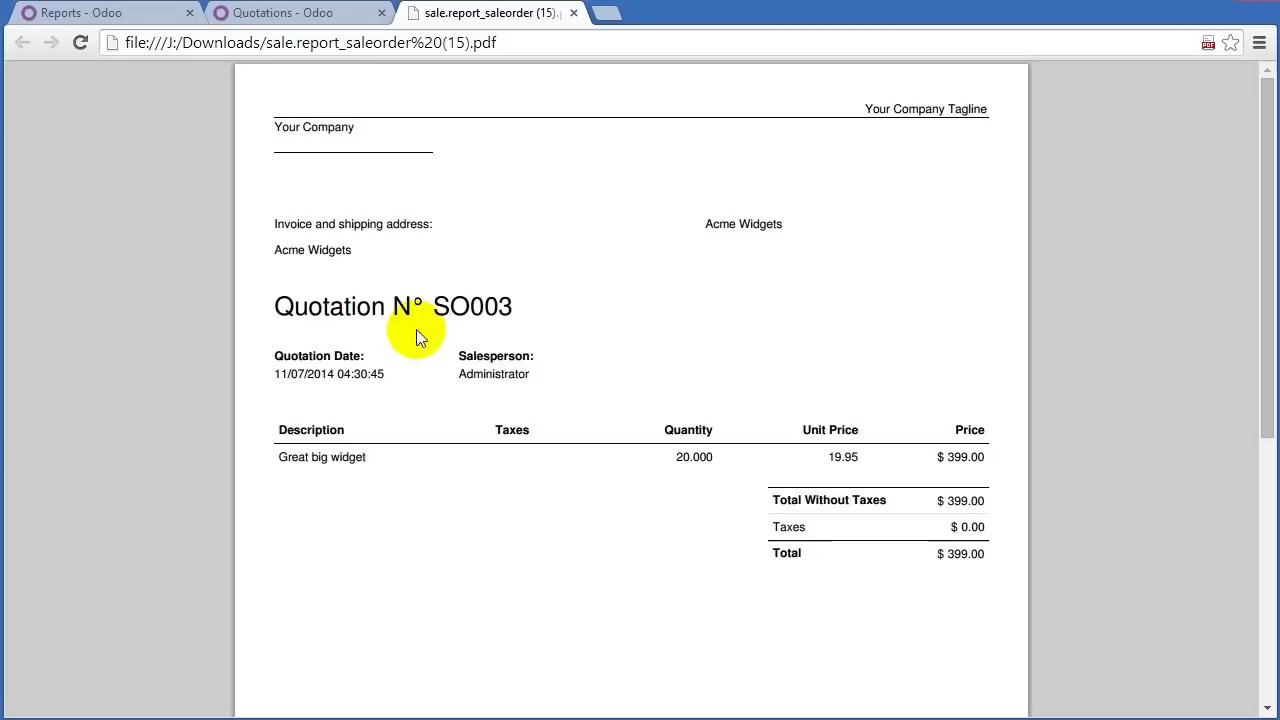 Reports - Odoo
Quotations - Odoo
sale.report_saleorder (15).
file:///J:/Downloads/sale.report_saleorder%20(15).pdf
PDF
Your Company Tagline
Your Company
Invoice and shipping address:
Acme Widgets
Acme Widgets
Quotation N° SO003
Quotation Date: Salesperson:
11/07/2014 04:30:45 Administrator
Description Taxes Quantity Unit Price Price
Great big widget 20.000 19.95 $ 399.00
Total Without Taxes $ 399.00
Taxes $ 0.00
Total $ 399.00